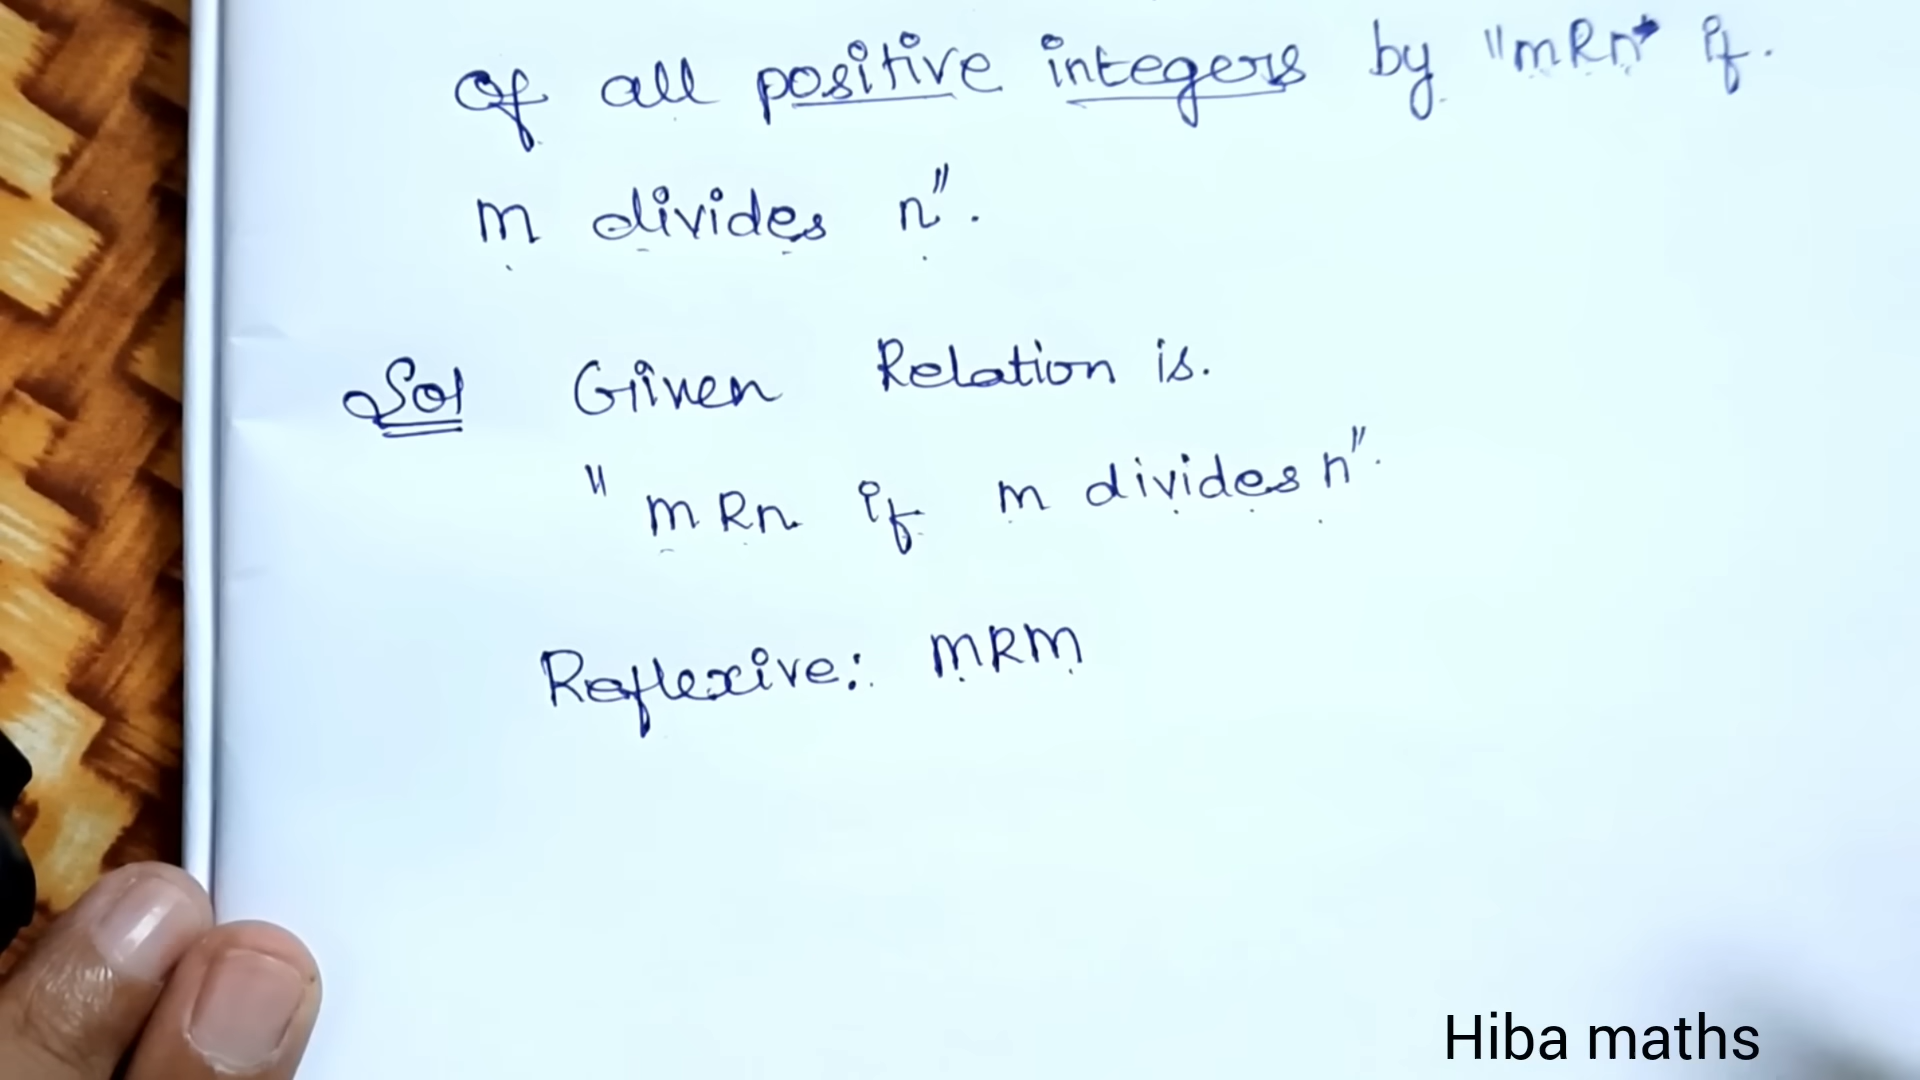 of all positive integers by "mRn" if.
m divides n".
Sol Given Relation is.
"mRn if m divides n".
Reflexive: mRm
Hiba maths